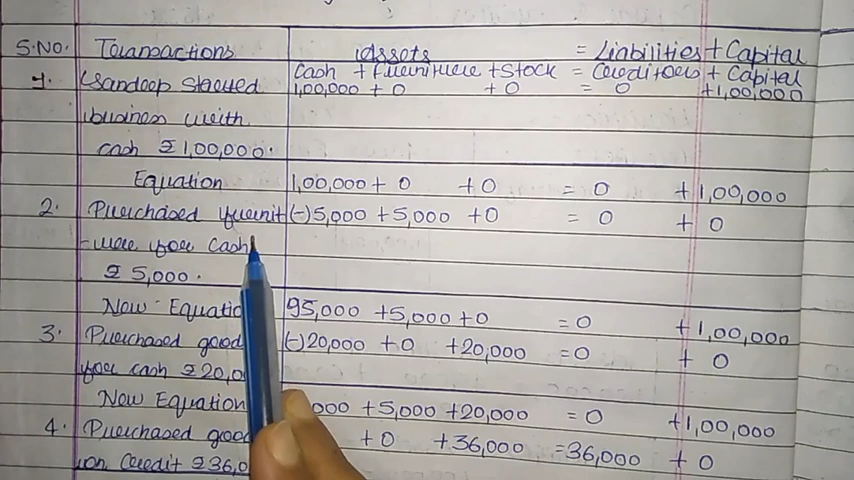 S.NO. Transactions Assets = Liabilities + Capital
Cash + Furniture + Stock = Creditors + Capital
1. Sandeep started 1,00,000 + 0 + 0 = 0 +1,00,000
business with
cash ₹1,00,000.
Equation 1,00,000 + 0 +0 = 0 +1,00,000
2. Purchased furnit (-)5,000 +5,000 +0 = 0 + 0
-ure for cash
₹ 5,000.
New Equatio 95,000 +5,000 +0 = 0 +1,00,000
3. Purchased good (-)20,000 +0 +20,000 =0 + 0
for cash ₹20,0
New Equation 000 +5,000 +20,000 = 0 +1,00,000
4. Purchased good +0 +36,000 =36,000 + 0
on Credit ₹36,0